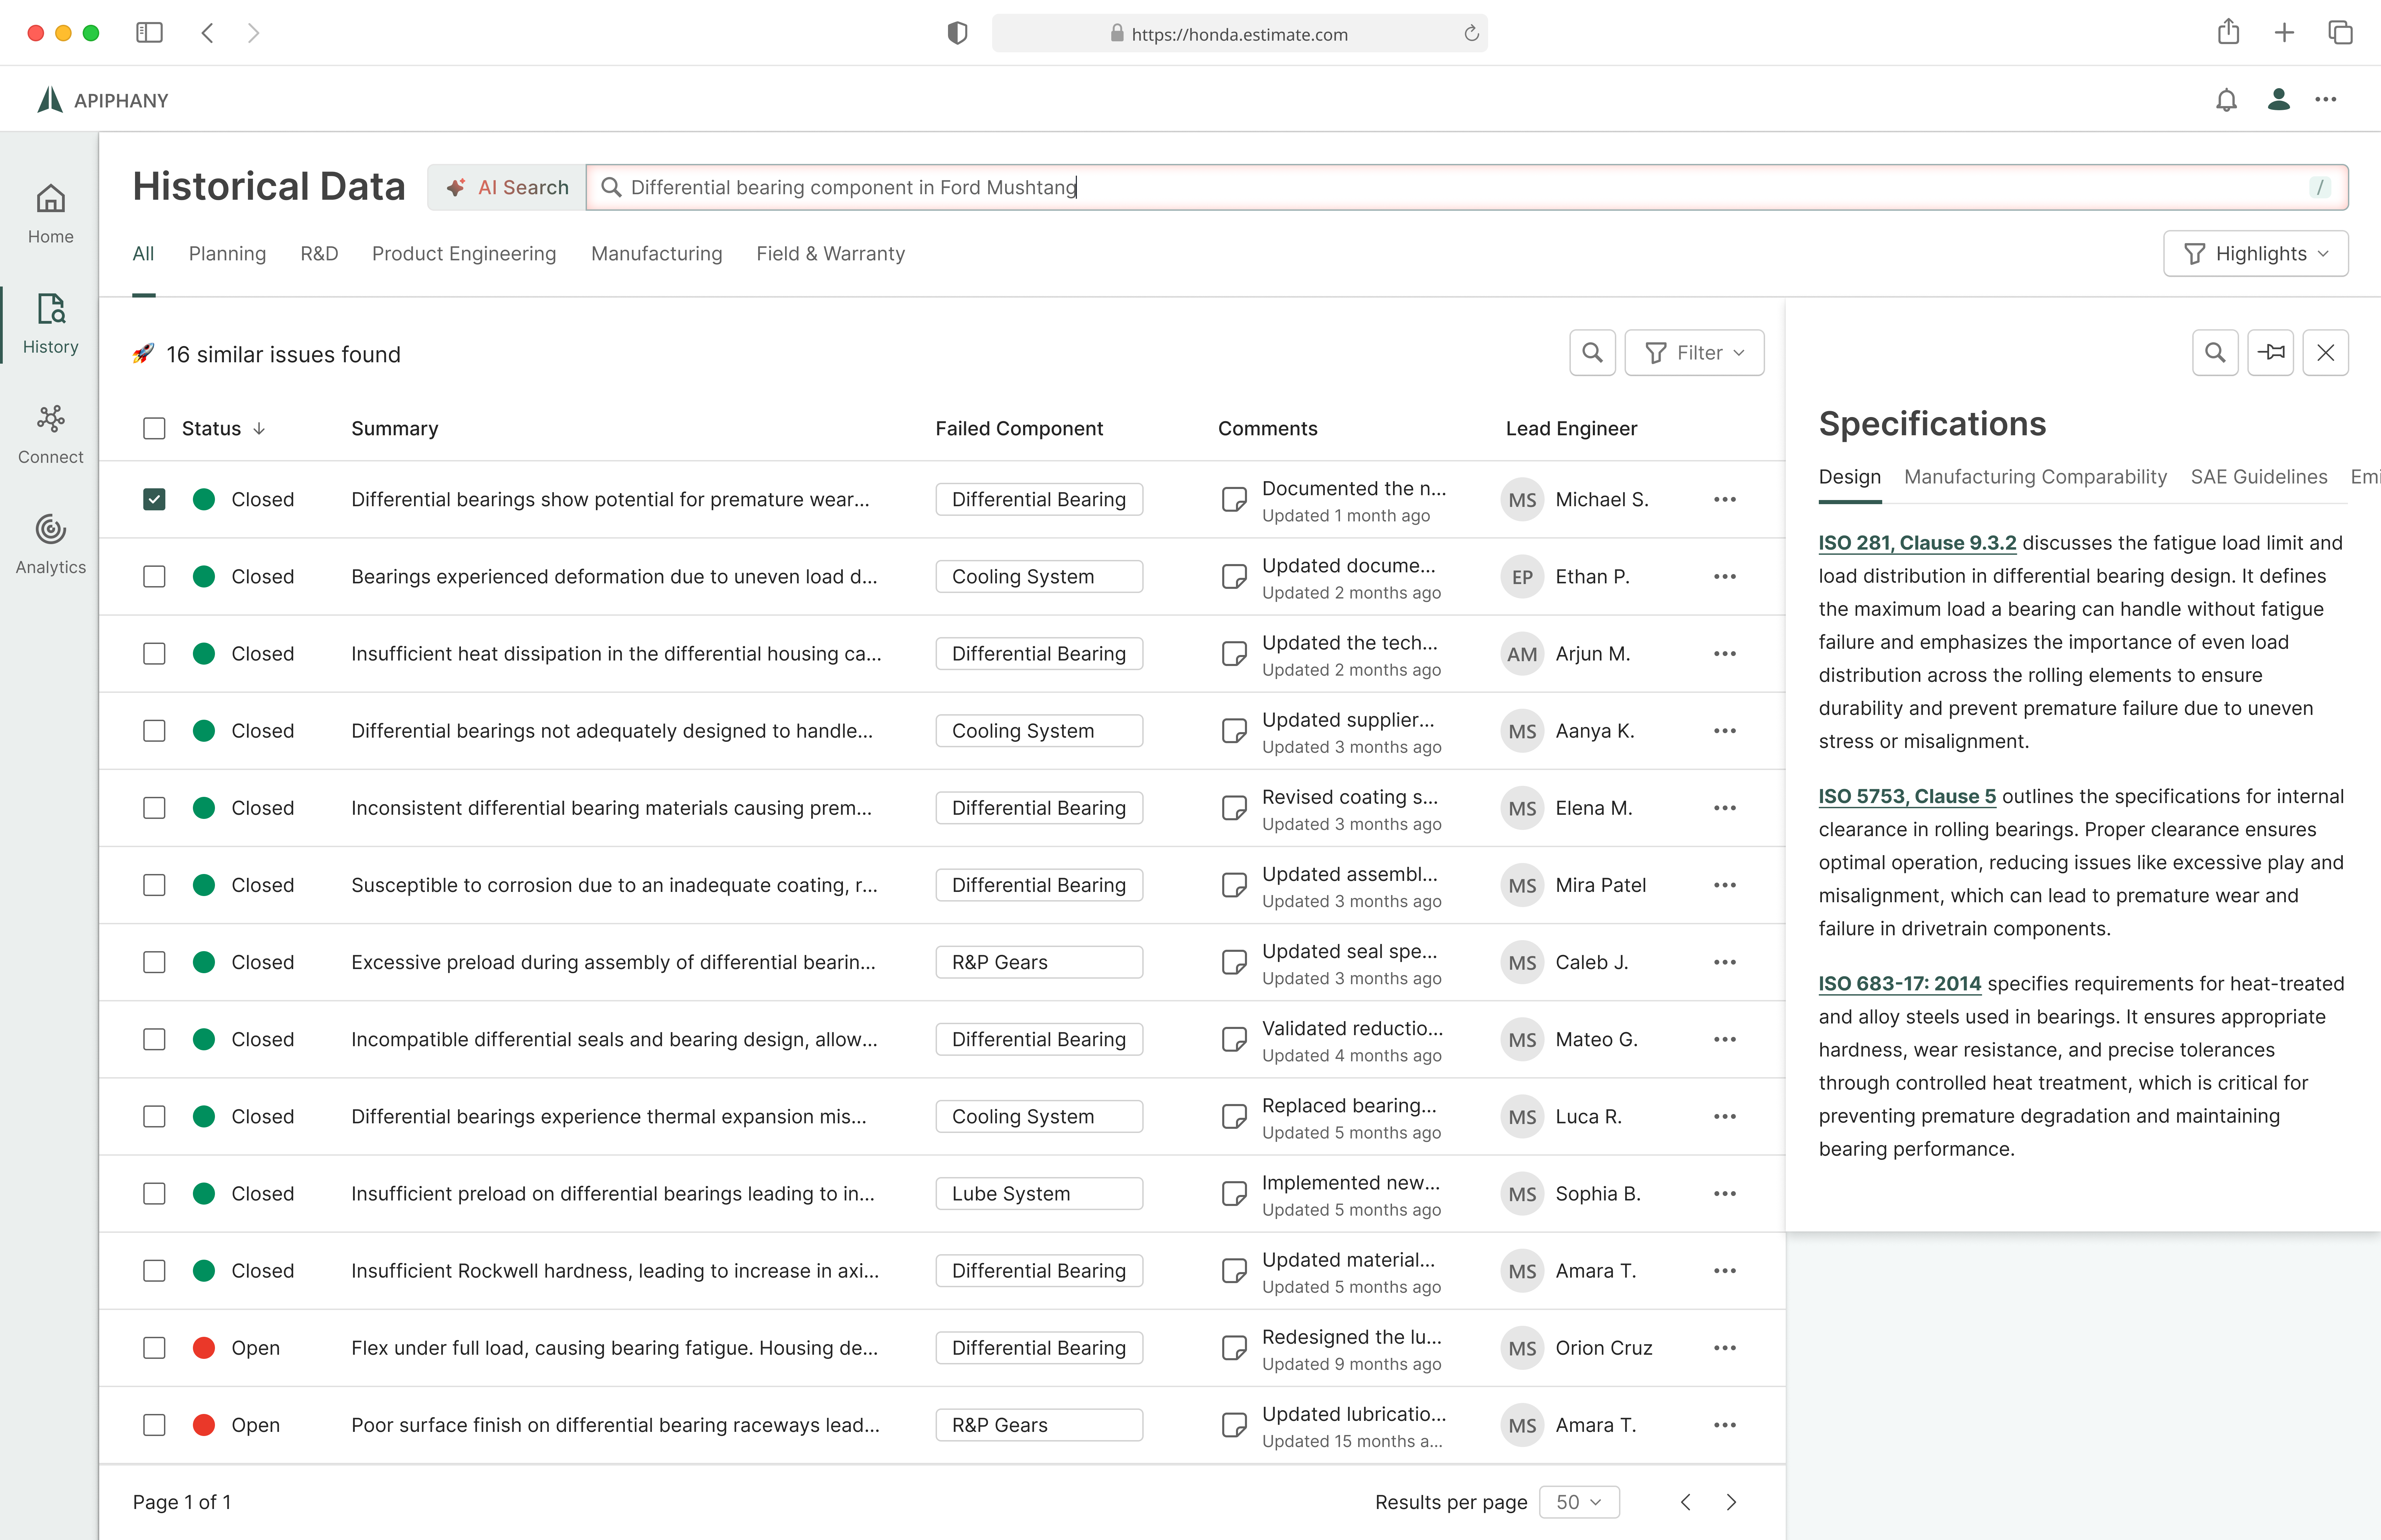 https://honda.estimate.com
APIPHANY
Home
History
Connect
Analytics
Historical Data
AI Search
Differential bearing component in Ford Mushtang
/
All Planning R&D Product Engineering Manufacturing Field & Warranty
Highlights
16 similar issues found
Filter
Status Summary Failed Component Comments Lead Engineer
Closed Differential bearings show potential for premature wear... Differential Bearing Documented the n... MS Michael S.
Updated 1 month ago
Closed Bearings experienced deformation due to uneven load d... Cooling System Updated docume... EP Ethan P.
Updated 2 months ago
Closed Insufficient heat dissipation in the differential housing ca... Differential Bearing Updated the tech... AM Arjun M.
Updated 2 months ago
Closed Differential bearings not adequately designed to handle... Cooling System Updated supplier... MS Aanya K.
Updated 3 months ago
Closed Inconsistent differential bearing materials causing prem... Differential Bearing Revised coating s... MS Elena M.
Updated 3 months ago
Closed Susceptible to corrosion due to an inadequate coating, r... Differential Bearing Updated assembl... MS Mira Patel
Updated 3 months ago
Closed Excessive preload during assembly of differential bearin... R&P Gears Updated seal spe... MS Caleb J.
Updated 3 months ago
Closed Incompatible differential seals and bearing design, allow... Differential Bearing Validated reductio... MS Mateo G.
Updated 4 months ago
Closed Differential bearings experience thermal expansion mis... Cooling System Replaced bearing... MS Luca R.
Updated 5 months ago
Closed Insufficient preload on differential bearings leading to in... Lube System Implemented new... MS Sophia B.
Updated 5 months ago
Closed Insufficient Rockwell hardness, leading to increase in axi... Differential Bearing Updated material... MS Amara T.
Updated 5 months ago
Open Flex under full load, causing bearing fatigue. Housing de... Differential Bearing Redesigned the lu... MS Orion Cruz
Updated 9 months ago
Open Poor surface finish on differential bearing raceways lead... R&P Gears Updated lubricatio... MS Amara T.
Updated 15 months a...
Page 1 of 1
Results per page 50
Specifications
Design Manufacturing Comparability SAE Guidelines Emi
ISO 281, Clause 9.3.2 discusses the fatigue load limit and
load distribution in differential bearing design. It defines
the maximum load a bearing can handle without fatigue
failure and emphasizes the importance of even load
distribution across the rolling elements to ensure
durability and prevent premature failure due to uneven
stress or misalignment.
ISO 5753, Clause 5 outlines the specifications for internal
clearance in rolling bearings. Proper clearance ensures
optimal operation, reducing issues like excessive play and
misalignment, which can lead to premature wear and
failure in drivetrain components.
ISO 683-17: 2014 specifies requirements for heat-treated
and alloy steels used in bearings. It ensures appropriate
hardness, wear resistance, and precise tolerances
through controlled heat treatment, which is critical for
preventing premature degradation and maintaining
bearing performance.